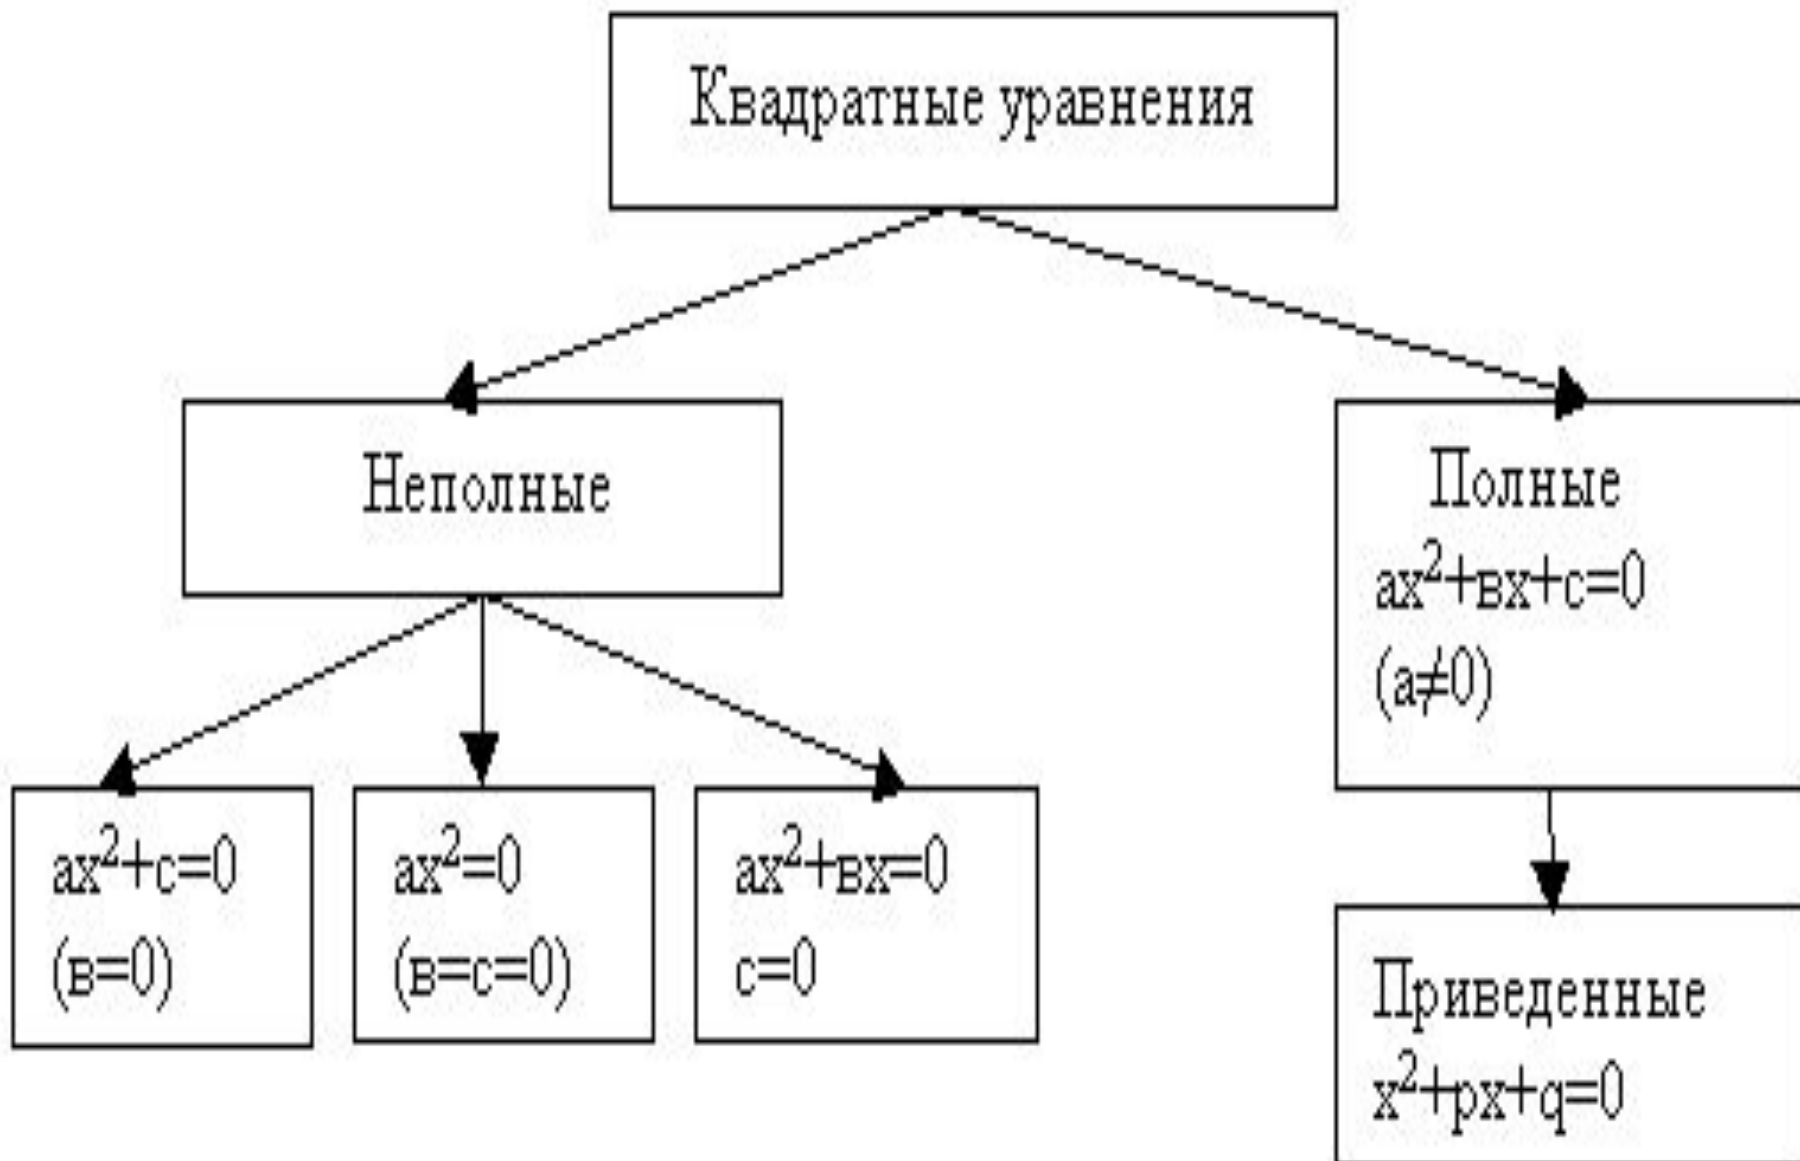 Квадратные уравнения
Неполные
Полные
ax²+вx+c=0
(a≠0)
ax²+c=0
(в=0)
ax²=0
(в=c=0)
ax²+вx=0
c=0
Приведенные
x²+px+q=0